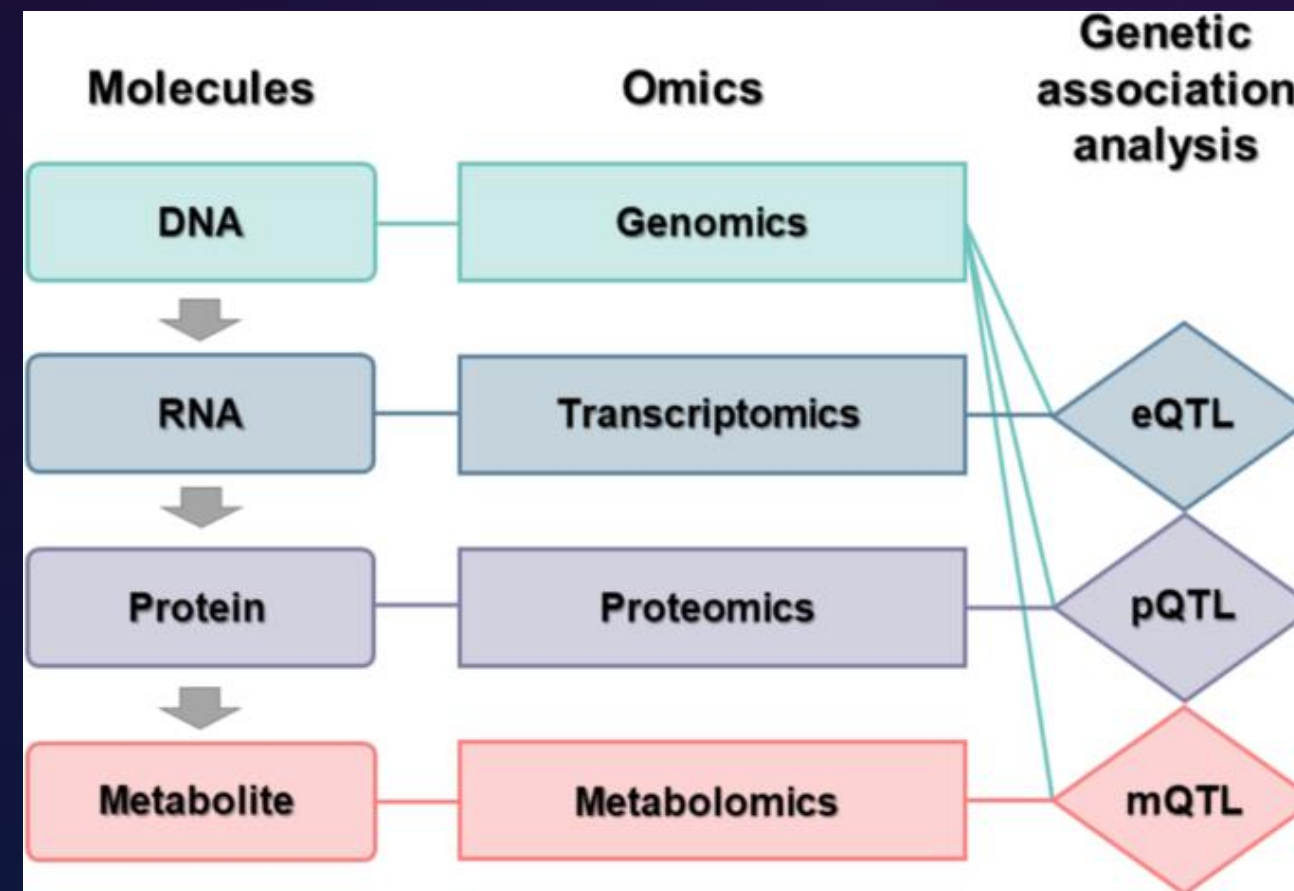 Molecules
Omics
Genetic
association
analysis
DNA
Genomics
RNA
Transcriptomics
eQTL
Protein
Proteomics
pQTL
Metabolite
Metabolomics
mQTL